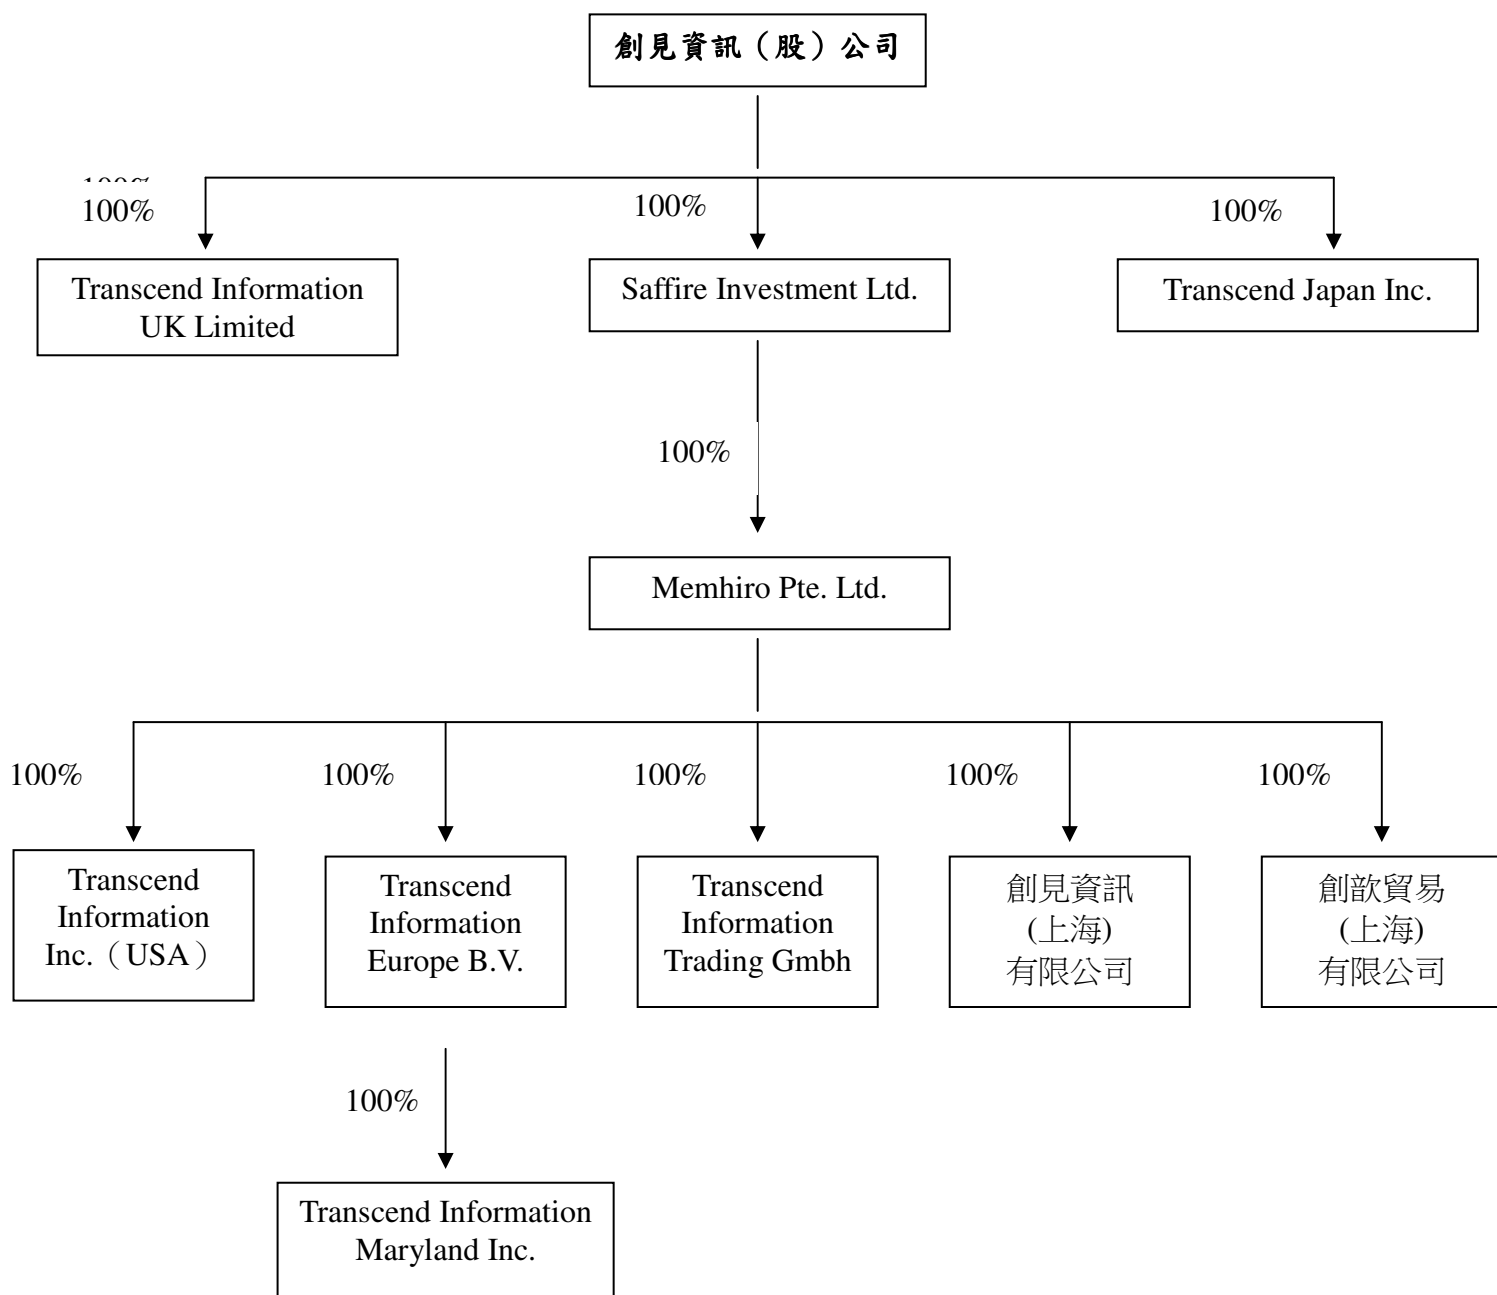 創見資訊（股）公司
100%
100%
100%
Transcend Information
UK Limited
Saffire Investment Ltd.
Transcend Japan Inc.
100%
Memhiro Pte. Ltd.
100%
100%
100%
100%
100%
Transcend
Information
Inc.（USA）
Transcend
Information
Europe B.V.
Transcend
Information
Trading Gmbh
創見資訊
(上海)
有限公司
創歆貿易
(上海)
有限公司
100%
Transcend Information
Maryland Inc.